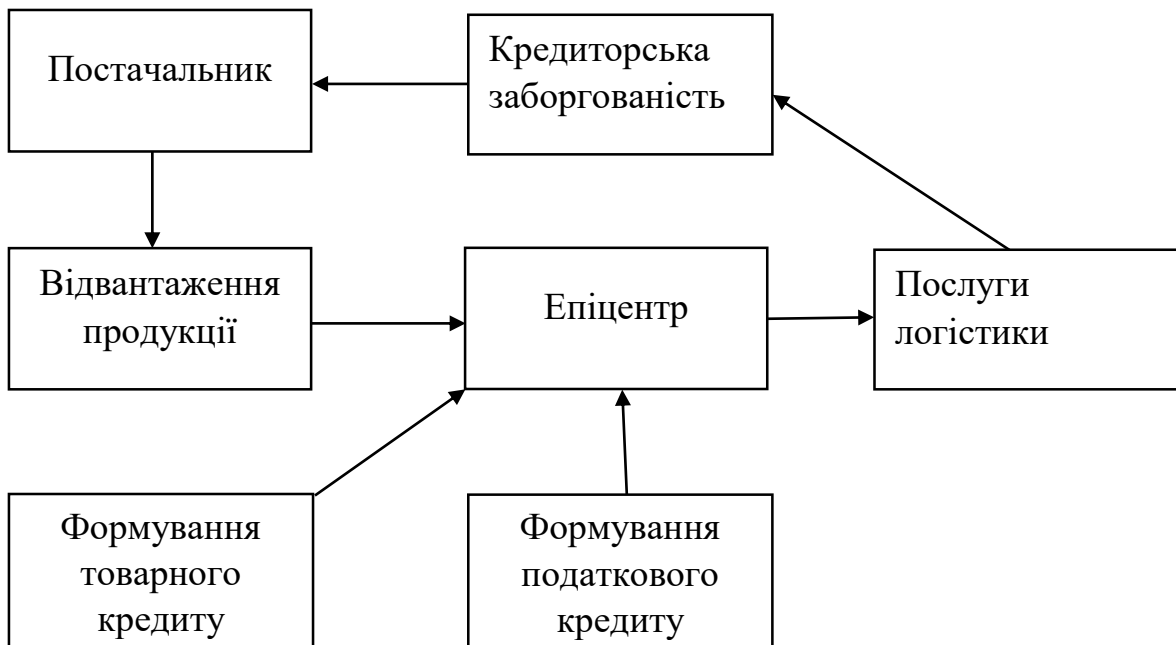 Постачальник
Кредиторська
заборгованість
Відвантаження
продукції
Епіцентр
Послуги
логістики
Формування
товарного
кредиту
Формування
податкового
кредиту